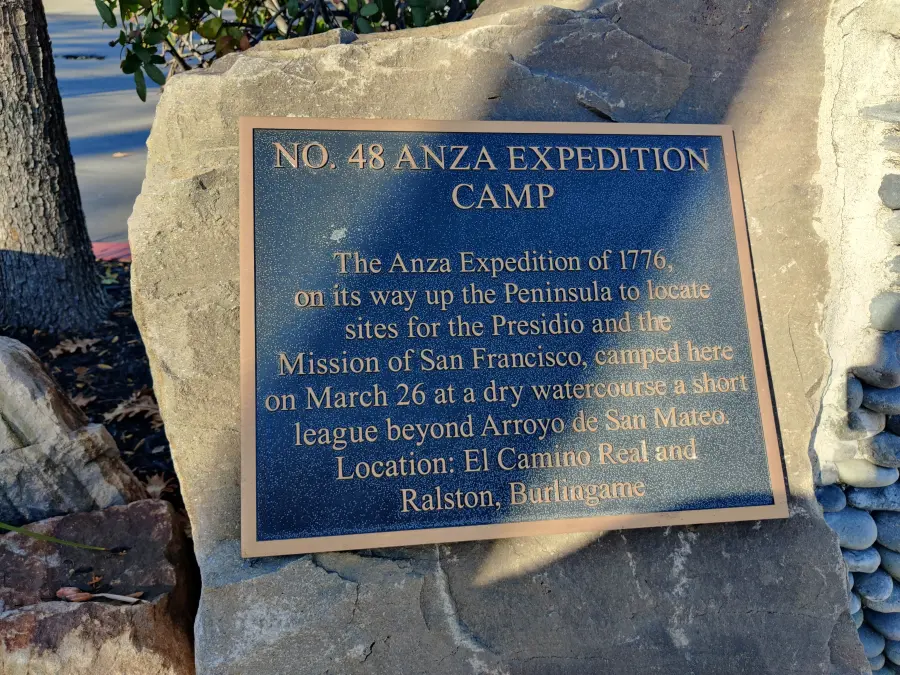 NO. 48 ANZA EXPEDITION
CAMP
The Anza Expedition of 1776,
on its way up the Peninsula to locate
sites for the Presidio and the
Mission of San Francisco, camped here
on March 26 at a dry watercourse a short
league beyond Arroyo de San Mateo.
Location: El Camino Real and
Ralston, Burlingame